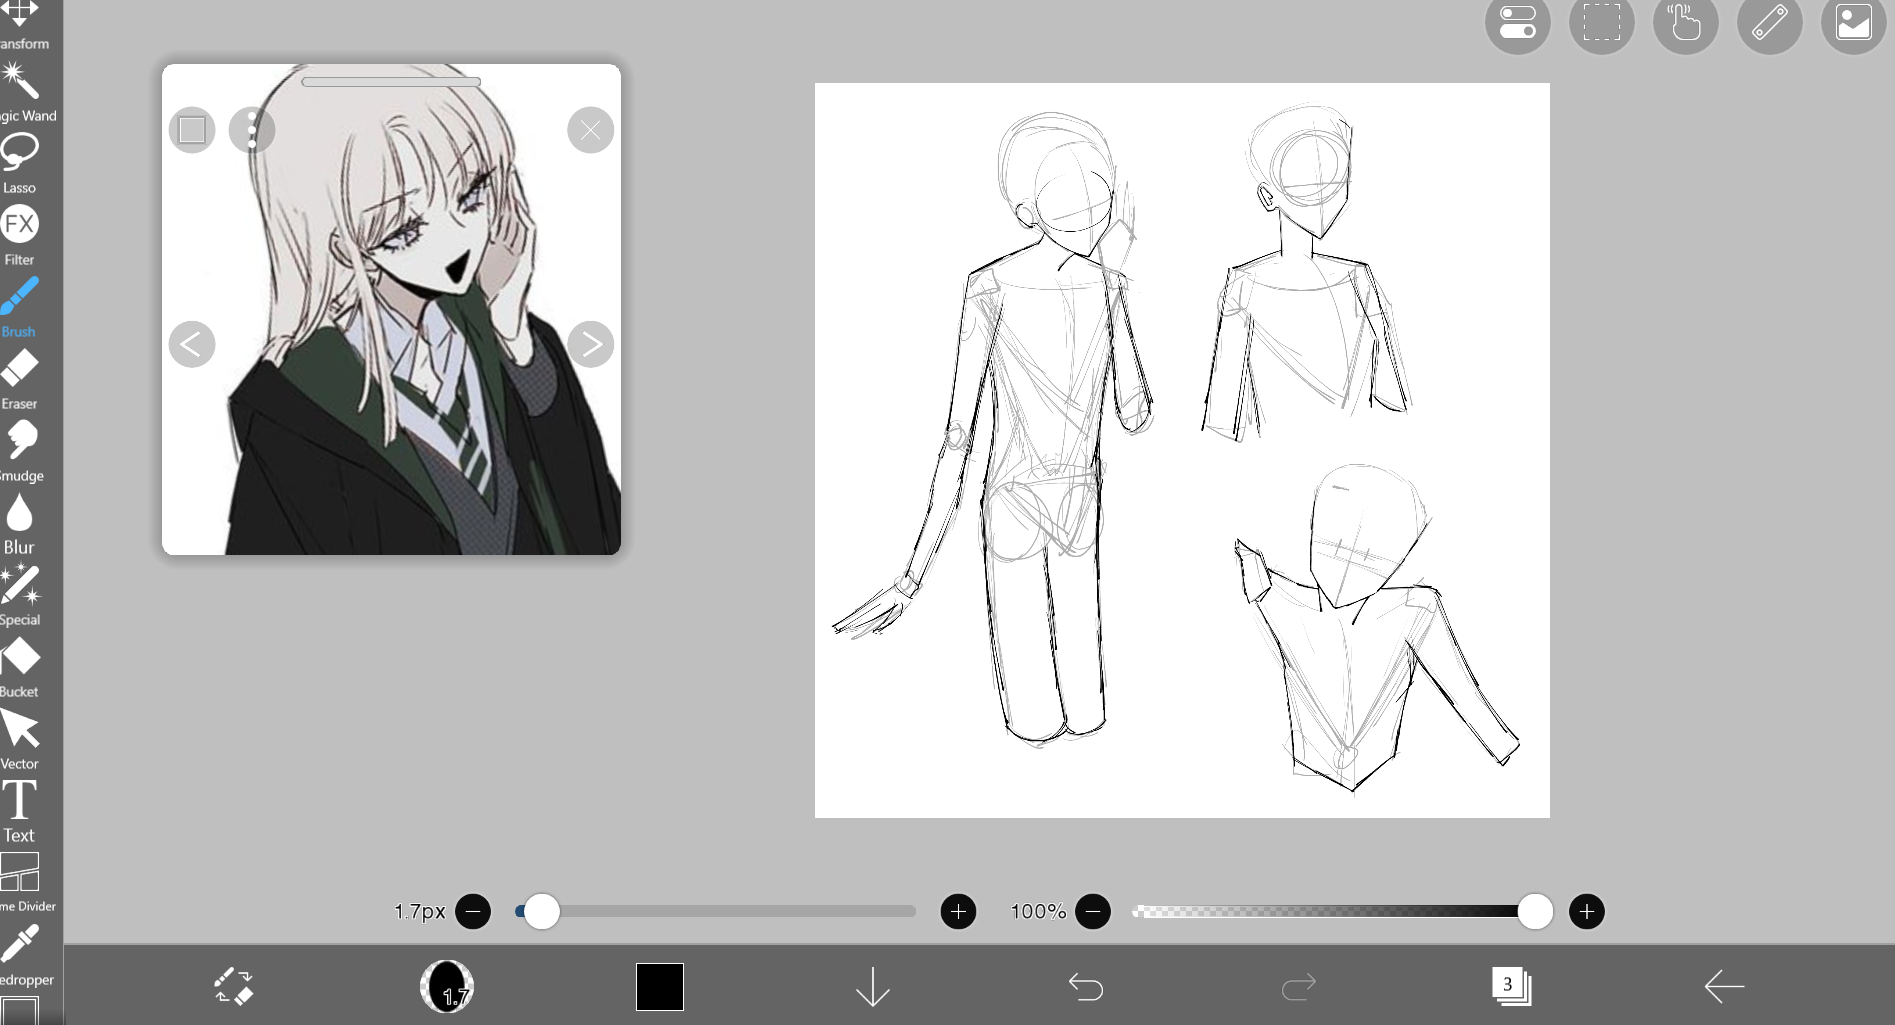 ansform
gic Wand
Lasso
FX
Filter
Brush
Eraser
Smudge
Blur
Special
Bucket
Vector
T
Text
me Divider
edropper
1.7px
100%
1.7
3